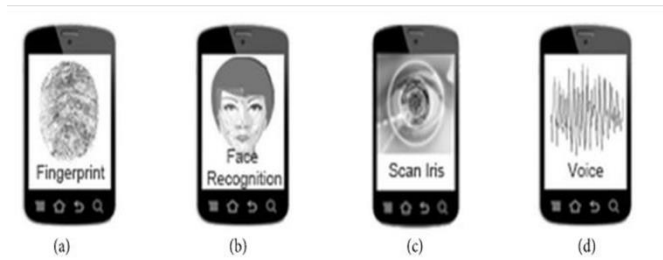 Fingerprint
Face
Recognition
Scan Iris
Voice
(a)
(b)
(c)
(d)